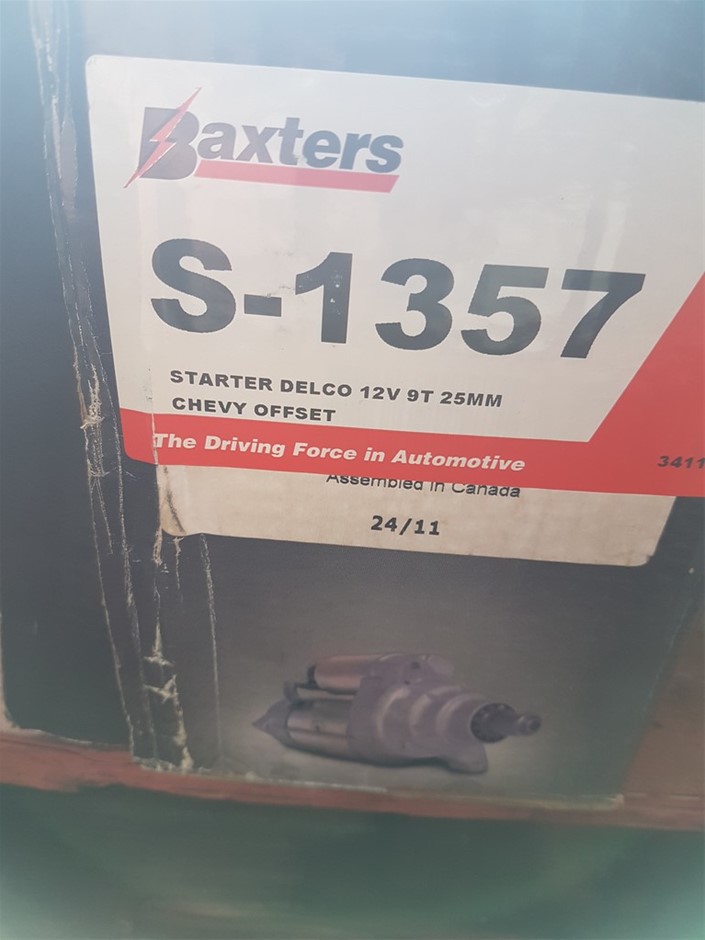 Baxters
S-1357
STARTER DELCO 12V 9T 25MM
CHEVY OFFSET
The Driving Force in Automotive
3411
Assembled in Canada
24/11